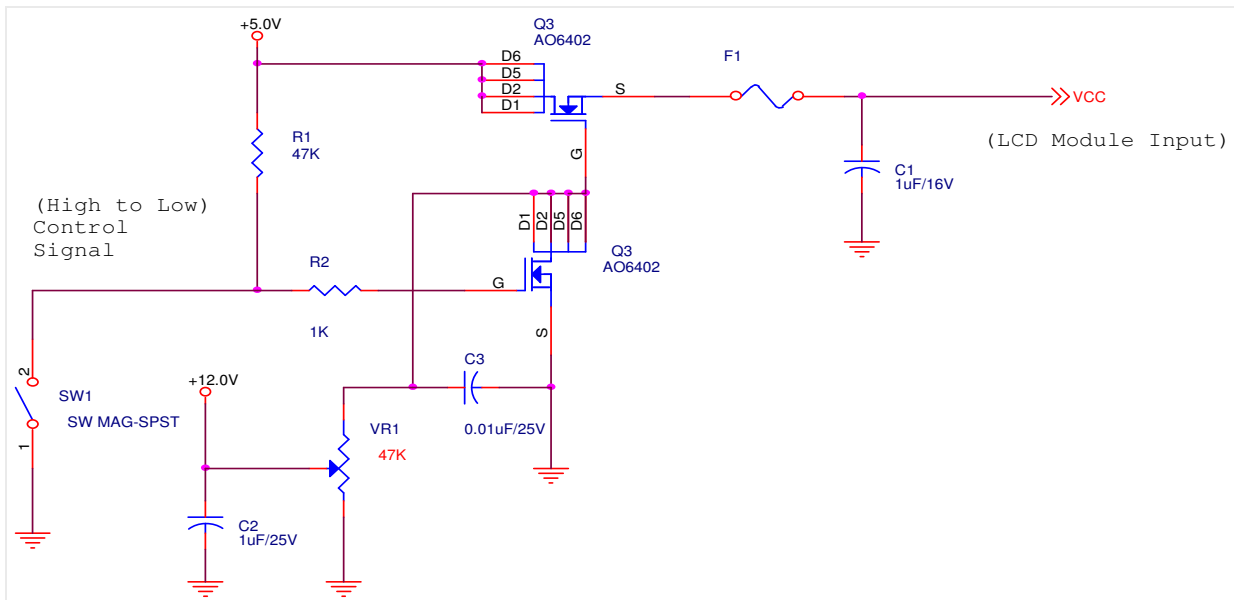 +5.0V
Q3
AO6402
F1
D6
D5
D2
D1
S
VCC
(LCD Module Input)
R1
47K
G
C1
1uF/16V
(High to Low)
Control
Signal
D1
D2
D5
D6
Q3
AO6402
R2
G
1K
S
C3
+12.0V
2
SW1
SW MAG-SPST
VR1
47K
0.01uF/25V
1
C2
1uF/25V